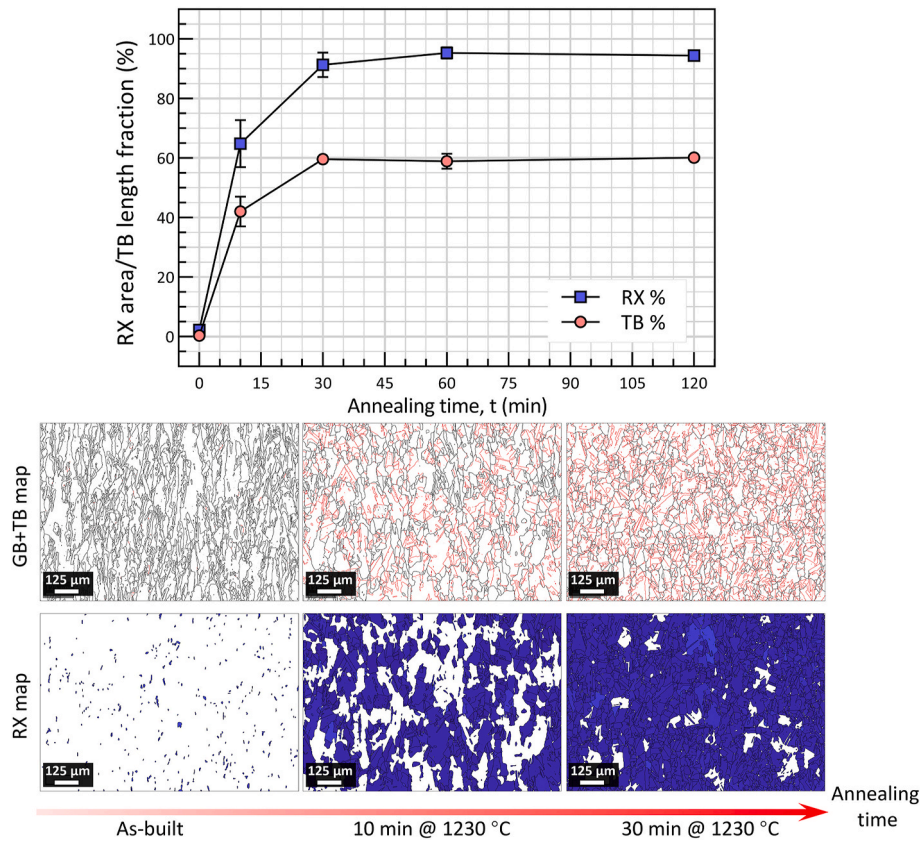 RX area/TB length fraction (%)
100
80
60
40
20
0
0 15 30 45 60 75 90 105 120
RX %
TB %
Annealing time, t (min)
GB+TB map
125 µm
125 µm
125 µm
RX map
125 µm
125 µm
125 µm
As-built
10 min @ 1230 °C
30 min @ 1230 °C
Annealing
time